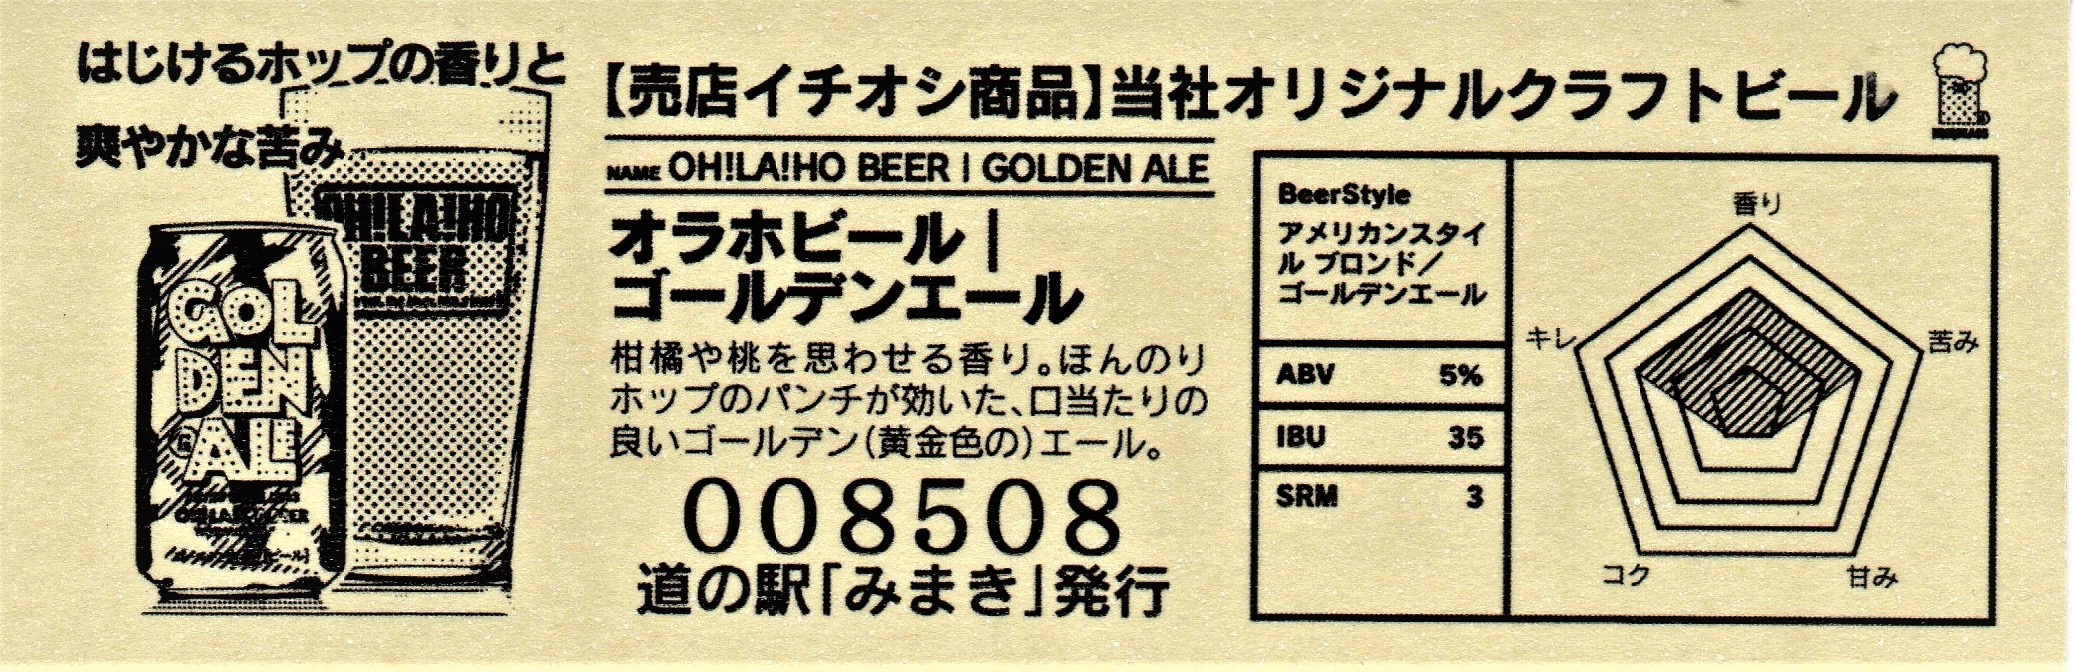 はじけるホップの香りと
爽やかな苦み
OH!LA!HO
BEER
GOL
DEN
ALE
【売店イチオシ商品】当社オリジナルクラフトビール
NAME OH!LA!HO BEER | GOLDEN ALE
オラホビール |
ゴールデンエール
柑橘や桃を思わせる香り。ほんのり
ホップのパンチが効いた、口当たりの
良いゴールデン(黄金色の)エール。
008508
道の駅「みまき」発行
BeerStyle
アメリカンスタイ
ル ブロンド/
ゴールデンエール
ABV 5%
IBU 35
SRM 3
香り
キレ
苦み
コク
甘み